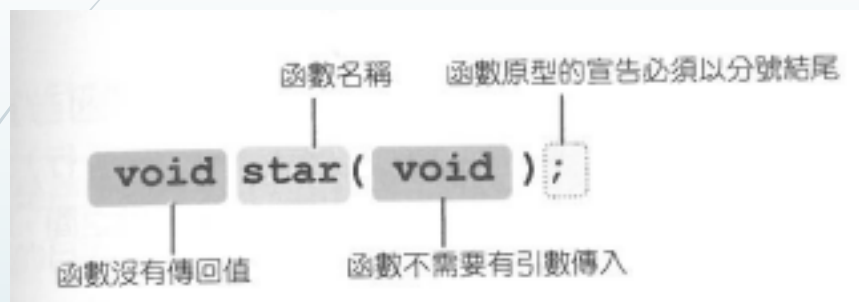 函數名稱
函數原型的宣告必須以分號結尾
void star( void );
函數沒有傳回值
函數不需要有引數傳入